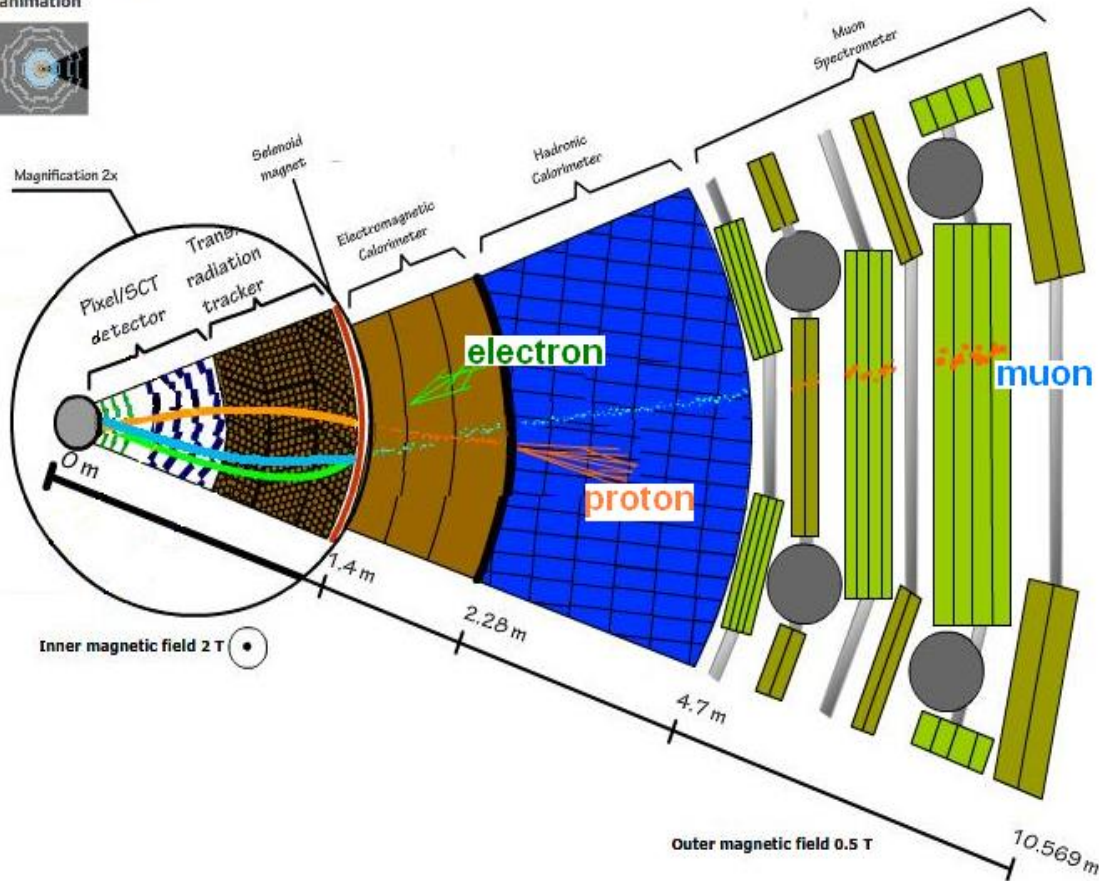 animation
Magnification 2x
Selenoid
magnet
Muon
Spectrometer
Hadronic
Calorimeter
Electromagnetic
Calorimeter
Pixel/SCT
detector
radiation
tracker
electron
muon
proton
0 m
1.4 m
2.28 m
4.7 m
10.569 m
Inner magnetic field 2 T
Outer magnetic field 0.5 T